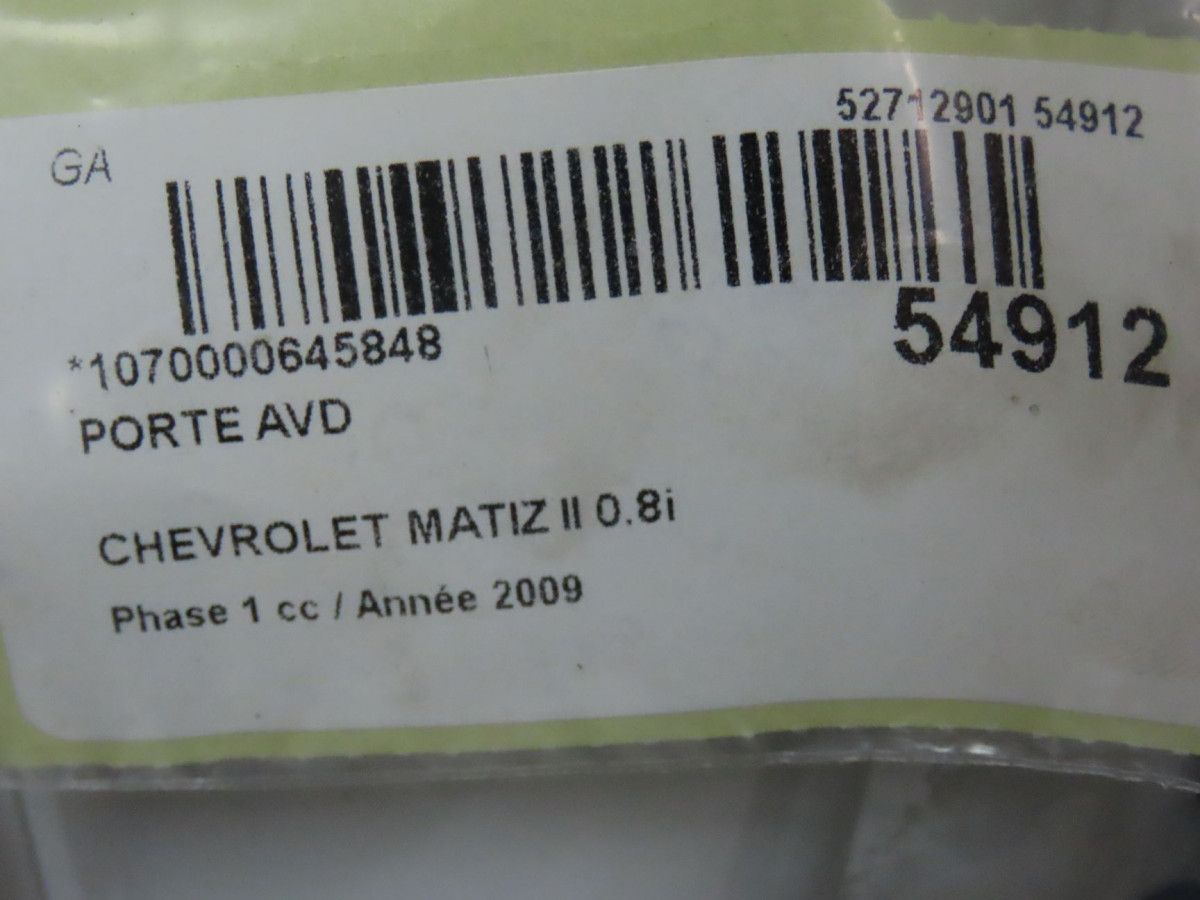 52712901 54912
GA
54912
*1070000645848
PORTE AVD
CHEVROLET MATIZ II 0.8i
Phase 1 cc / Année 2009